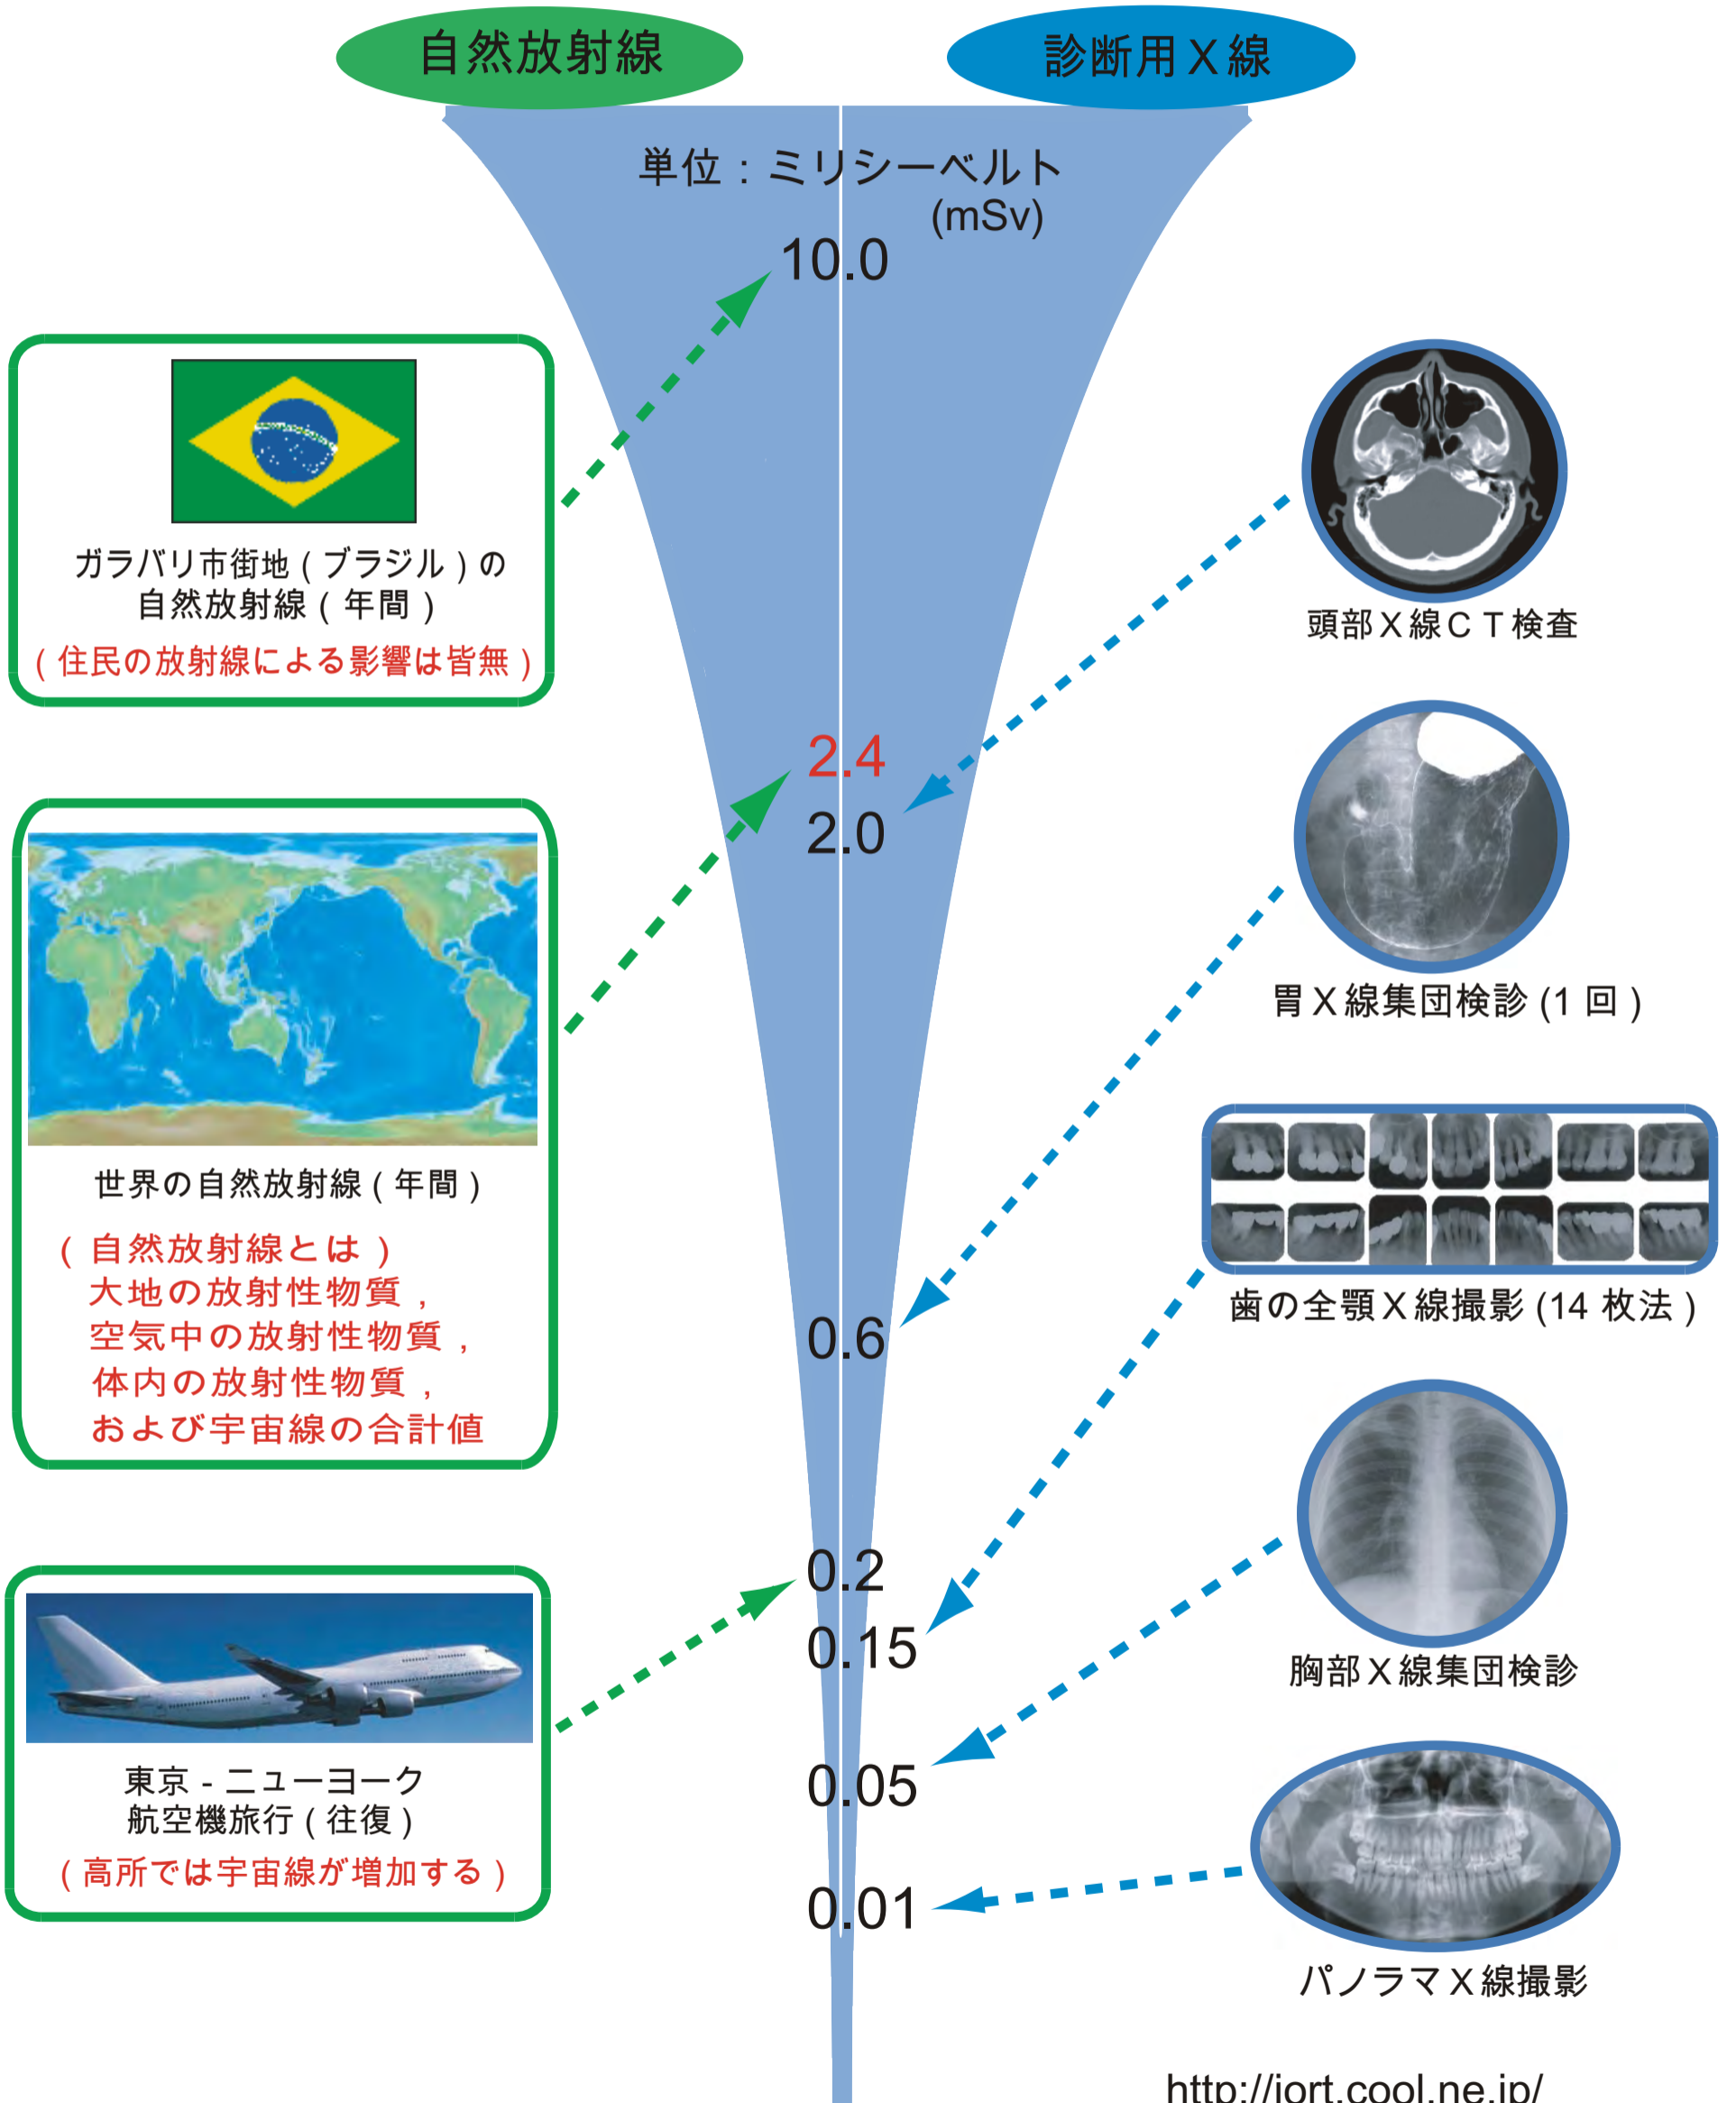 自然放射線
診断用X線
単位：ミリシーベルト
(mSv)
10.0
2.4
2.0
0.6
0.2
0.15
0.05
0.01
ガラバリ市街地(ブラジル)の
自然放射線(年間)
(住民の放射線による影響は皆無)
世界の自然放射線(年間)
(自然放射線とは)
大地の放射性物質，
空気中の放射性物質，
体内の放射性物質，
および宇宙線の合計値
東京-ニューヨーク
航空機旅行(往復)
(高所では宇宙線が増加する)
頭部X線CT検査
胃X線集団検診(1回)
歯の全顎X線撮影(14枚法)
胸部X線集団検診
パノラマX線撮影
http://iort.cool.ne.jp/